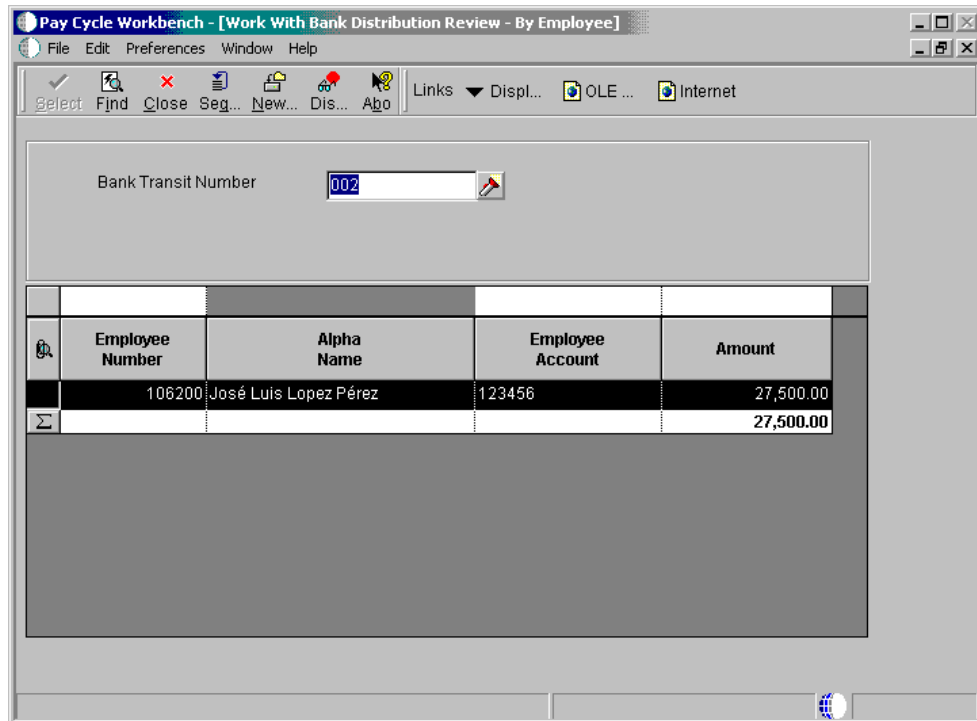 Pay Cycle Workbench - [Work With Bank Distribution Review - By Employee]
File Edit Preferences Window Help
Select Find Close Seq... New... Dis... Abo Links Displ... OLE ... Internet
Bank Transit Number 002
Employee Number Alpha Name Employee Account Amount
106200 José Luis Lopez Pérez 123456 27,500.00
Σ 27,500.00